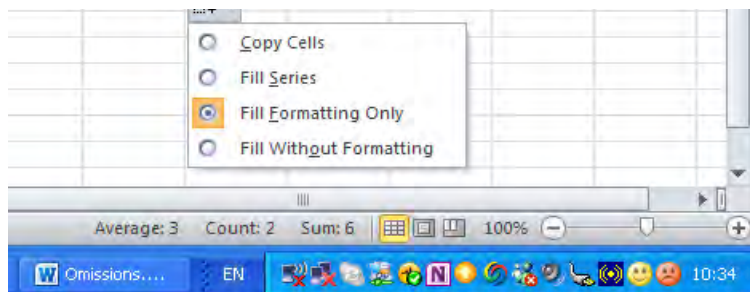 Copy Cells
Fill Series
Fill Formatting Only
Fill Without Formatting
Average: 3 Count: 2 Sum: 6 100%
W Omissions.... EN N 10:34